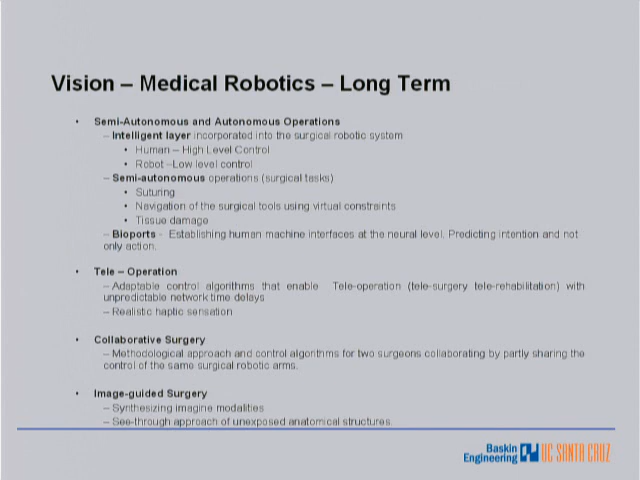 Vision – Medical Robotics – Long Term
• Semi-Autonomous and Autonomous Operations
– Intelligent layer incorporated into the surgical robotic system
• Human – High Level Control
• Robot –Low level control
– Semi-autonomous operations (surgical tasks)
• Suturing
• Navigation of the surgical tools using virtual constraints
• Tissue damage
– Bioports - Establishing human machine interfaces at the neural level. Predicting intention and not
only action.
• Tele – Operation
– Adaptable control algorithms that enable Tele-operation (tele-surgery tele-rehabilitation) with
unpredictable network time delays
– Realistic haptic sensation
• Collaborative Surgery
– Methodological approach and control algorithms for two surgeons collaborating by partly sharing the
control of the same surgical robotic arms.
• Image-guided Surgery
– Synthesizing imagine modalities
– See-through approach of unexposed anatomical structures.
Baskin
Engineering UC SANTA CRUZ